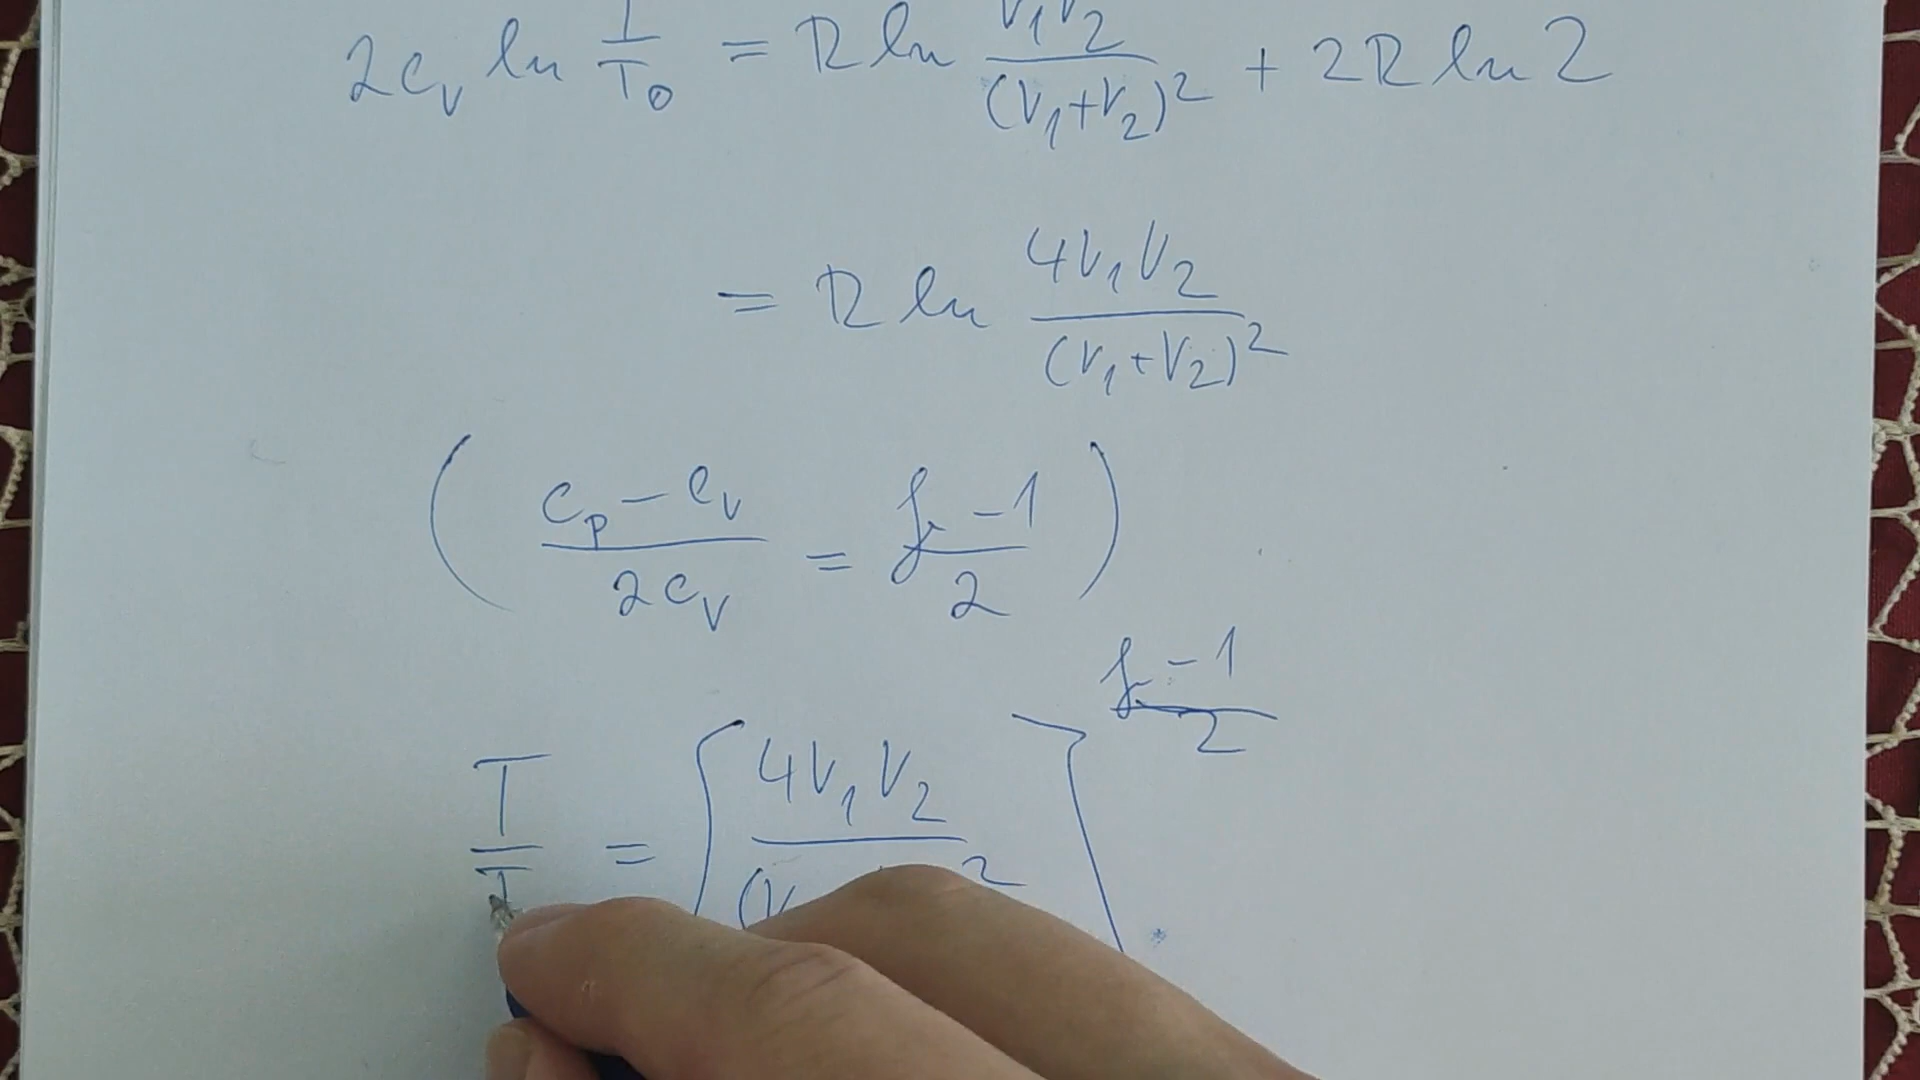 2c_V ln T/T_0 = R ln V_1V_2/(V_1+V_2)^2 + 2R ln 2
= R ln 4V_1V_2/(V_1+V_2)^2
( (c_p - c_V)/2c_V = (γ - 1)/2 )
T/T = [4V_1V_2/(V ^2]^((γ - 1)/2)